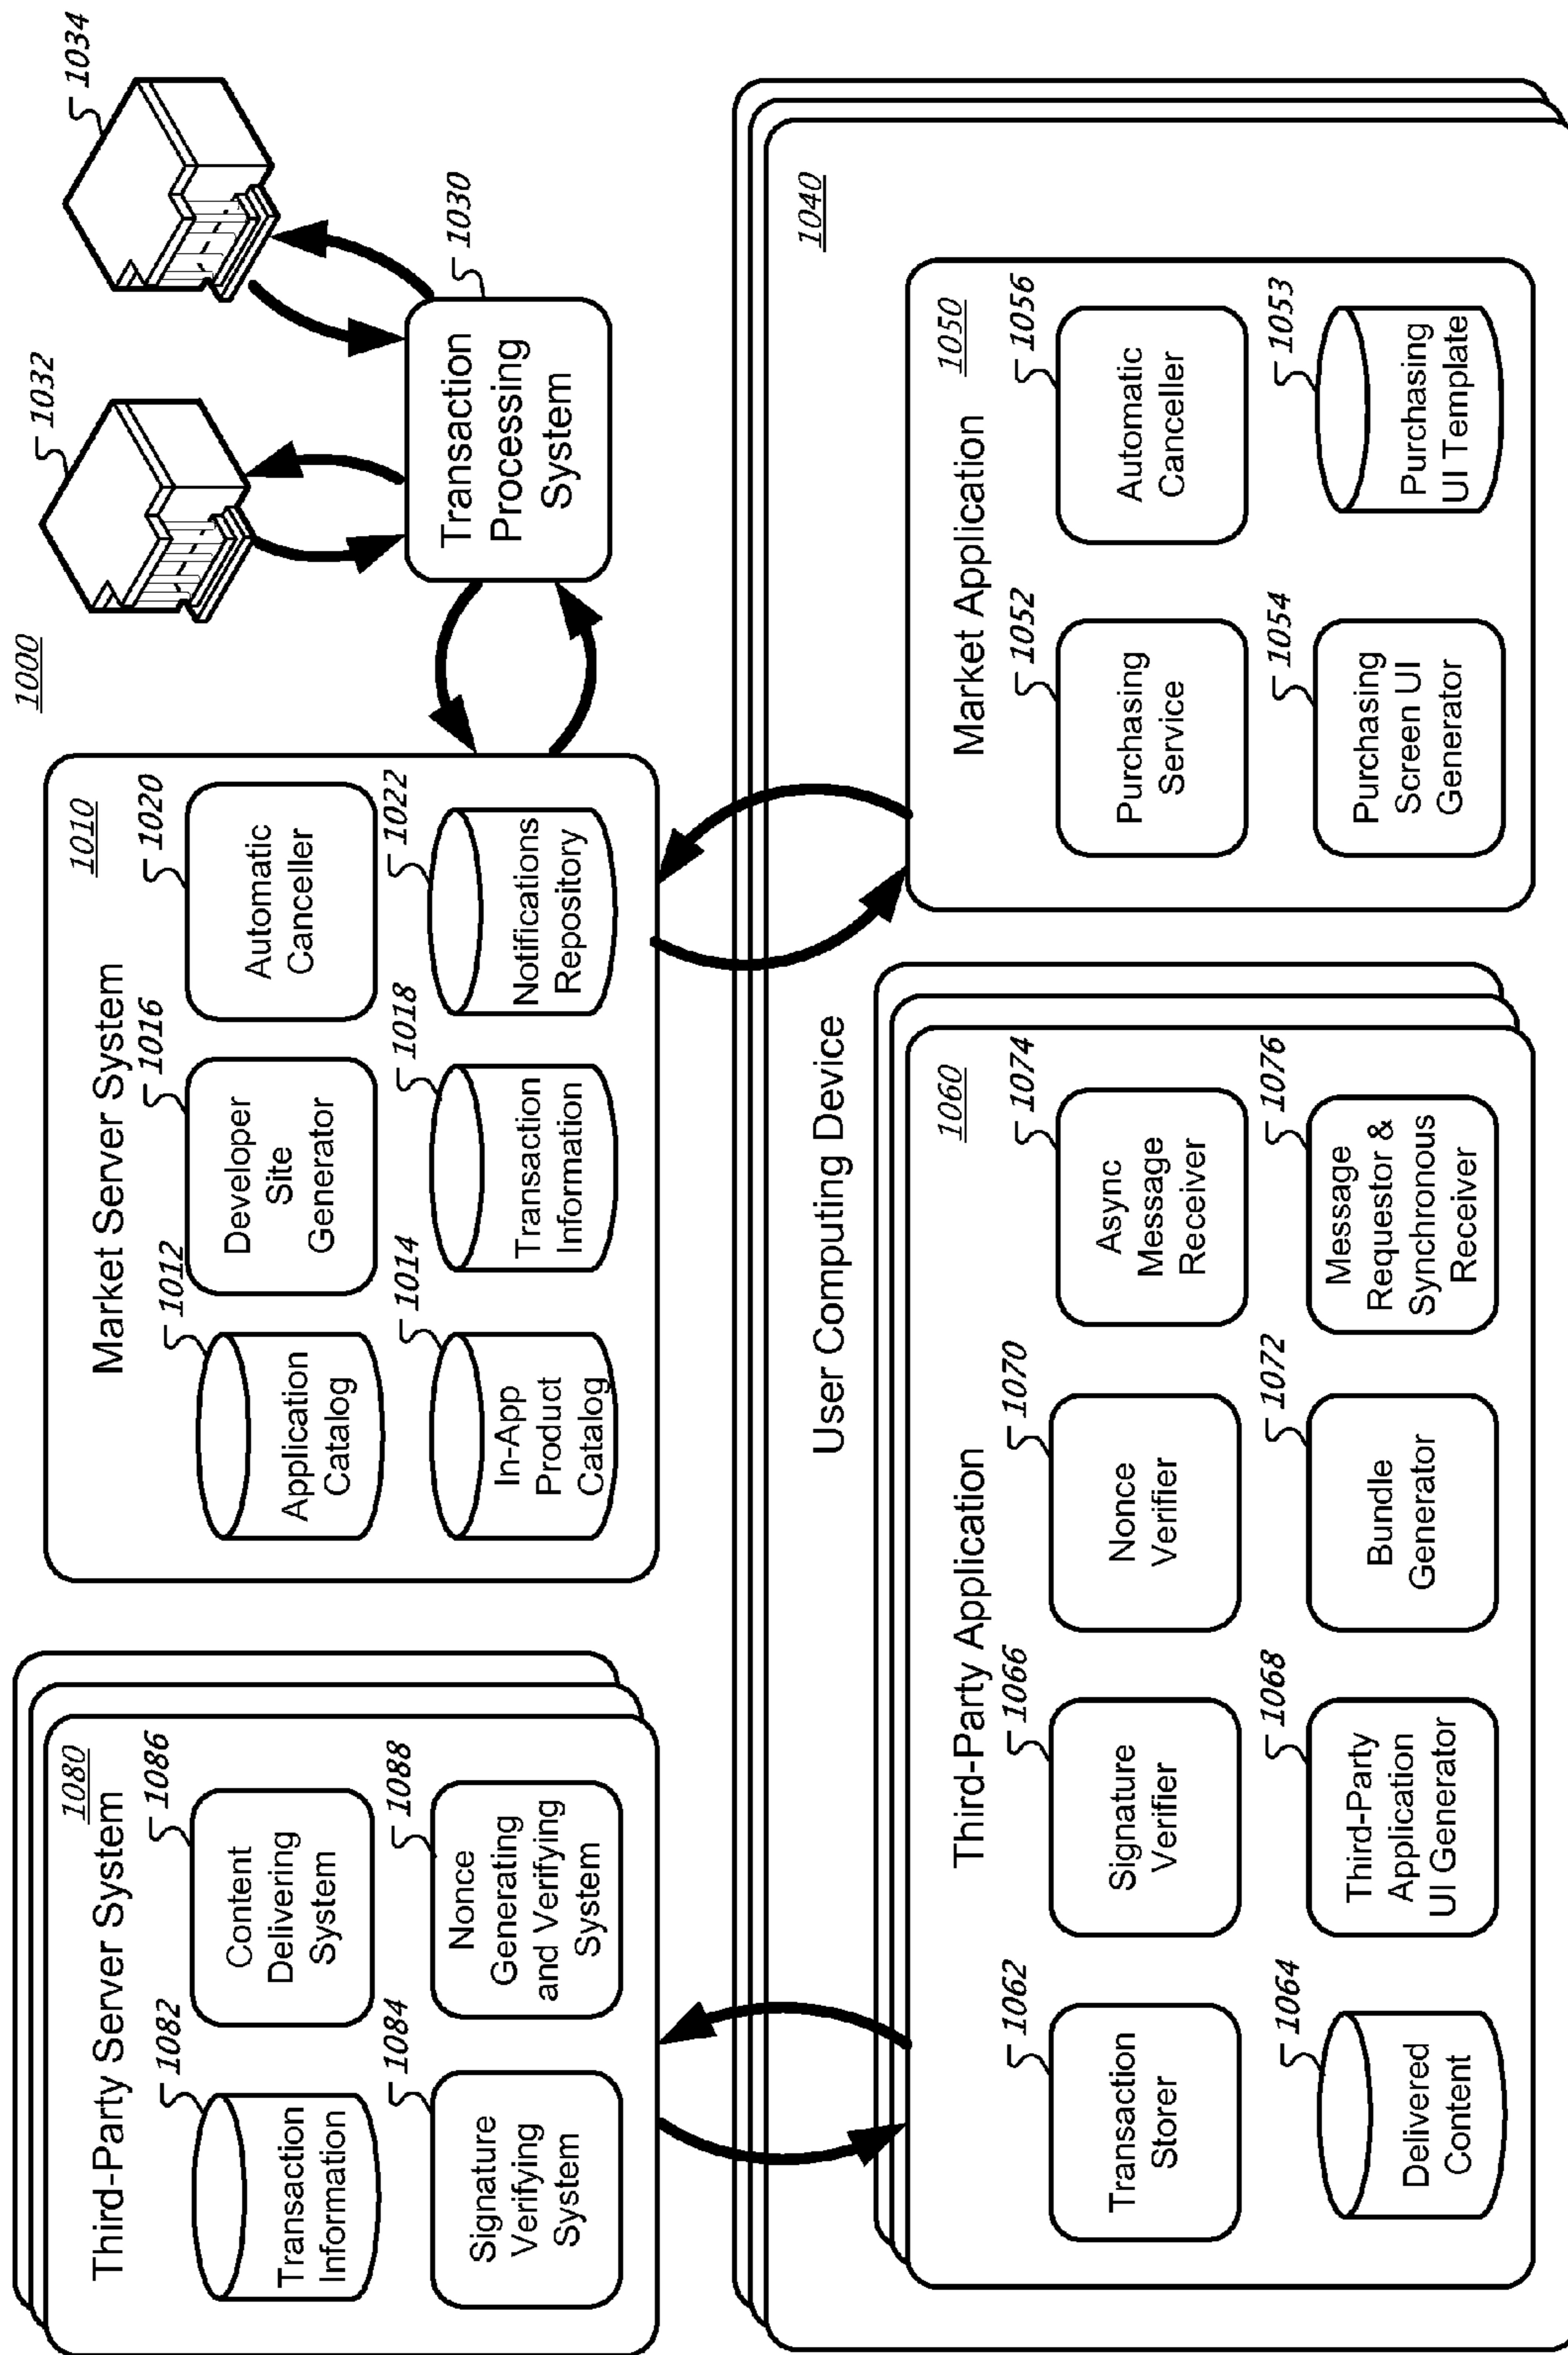 1000
Third-Party Server System
1080
1082
Transaction
Information
1086
Content
Delivering
System
1084
Signature
Verifying
System
1088
Nonce
Generating
and Verifying
System
Market Server System
1010
1012
Application
Catalog
1016
Developer
Site
Generator
1020
Automatic
Canceller
1014
In-App
Product
Catalog
1018
Transaction
Information
1022
Notifications
Repository
1032
1034
1030
Transaction
Processing
System
User Computing Device
1040
Third-Party Application
1060
1062
Transaction
Storer
1066
Signature
Verifier
1070
Nonce
Verifier
1074
Async
Message
Receiver
1064
Delivered
Content
1068
Third-Party
Application
UI Generator
1072
Bundle
Generator
1076
Message
Requestor &
Synchronous
Receiver
Market Application
1050
1052
Purchasing
Service
1056
Automatic
Canceller
1054
Purchasing
Screen UI
Generator
1053
Purchasing
UI Template